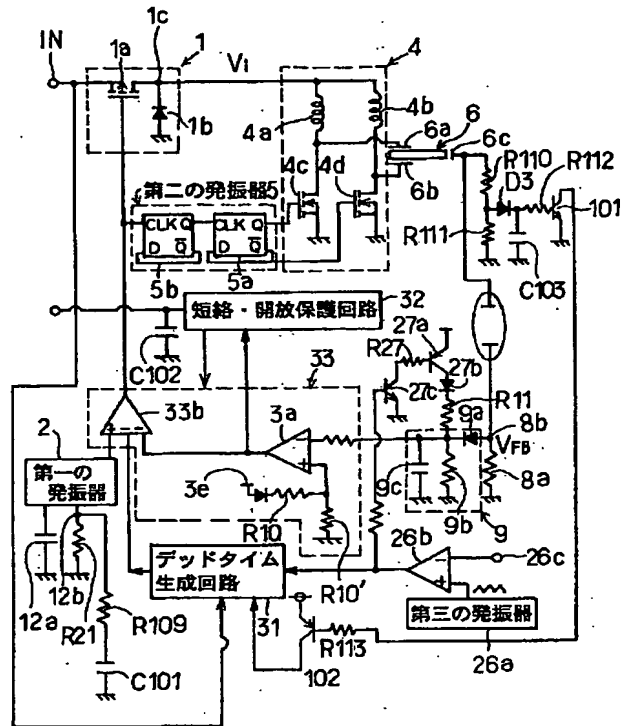 IN
1a
1c
1
1b
Vi
4
4a
4b
4c
4d
6a
6
6c
6b
R110
R112
D3
101
R111
C103
第二の発振器5
CLK Q
D Q̅
CLK Q
D Q̅
5b
5a
短絡・開放保護回路
32
C102
27a
R27
27b
27c
R11
33
33b
3a
9a
8b
VFB
8a
9c
9b
9
2
第一の発振器
3e
R10
R10'
12a
12b
R21
R109
C101
デッドタイム
生成回路
31
26b
26c
第三の発振器
26a
R113
102